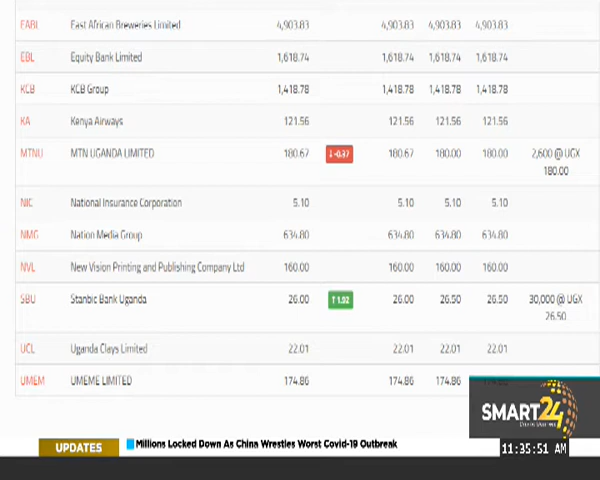 EABL East African Breweries Limited 4,903.83 4,903.83 4,903.83 4,903.83
EBL Equity Bank Limited 1,618.74 1,618.74 1,618.74 1,618.74
KCB KCB Group 1,418.78 1,418.78 1,418.78 1,418.78
KA Kenya Airways 121.56 121.56 121.56 121.56
MTNU MTN UGANDA LIMITED 180.67 ↓ -0.37 180.67 180.00 180.00 2,600 @ UGX
180.00
NIC National Insurance Corporation 5.10 5.10 5.10 5.10
NMG Nation Media Group 634.80 634.80 634.80 634.80
NVL New Vision Printing and Publishing Company Ltd 160.00 160.00 160.00 160.00
SBU Stanbic Bank Uganda 26.00 ↑ 1.92 26.00 26.50 26.50 30,000 @ UGX
26.50
UCL Uganda Clays Limited 22.01 22.01 22.01 22.01
UMEM UMEME LIMITED 174.86 174.86 174.86
SMART24
UPDATES Millions Locked Down As China Wrestles Worst Covid-19 Outbreak
11:35:51 AM